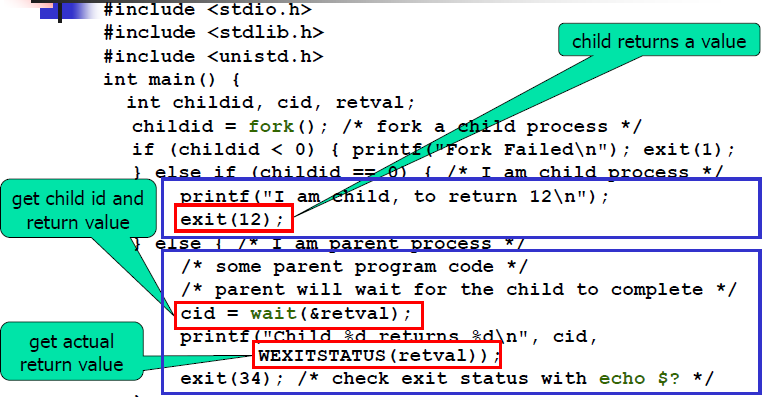 #include <stdio.h>
#include <stdlib.h>
#include <unistd.h>
int main() {
int childid, cid, retval;
childid = fork(); /* fork a child process */
if (childid < 0) { printf("Fork Failed\n"); exit(1);
} else if (childid == 0) { /* I am child process */
printf("I am child, to return 12\n");
exit(12);
} else { /* I am parent process */
/* some parent program code */
/* parent will wait for the child to complete */
cid = wait(&retval);
printf("Child %d returns %d\n", cid,
WEXITSTATUS(retval));
exit(34); /* check exit status with echo $? */
}
child returns a value
get child id and
return value
get actual
return value